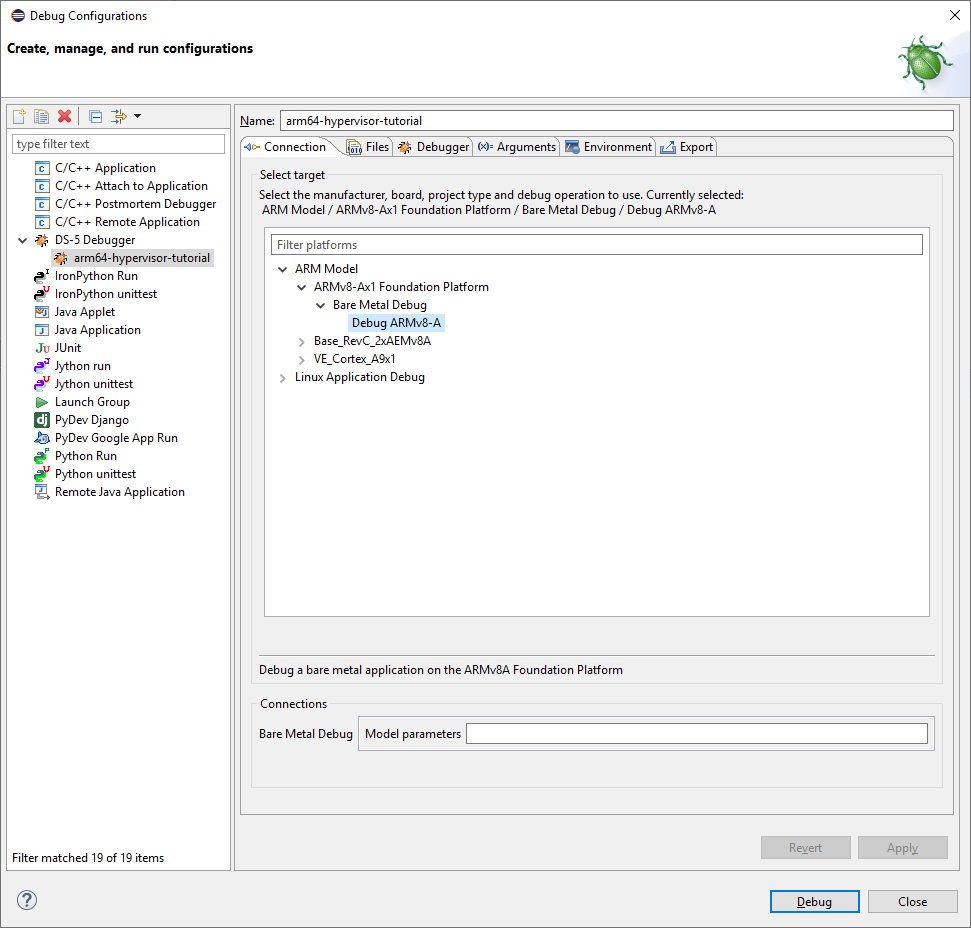 Debug Configurations
Create, manage, and run configurations
type filter text
C/C++ Application
C/C++ Attach to Application
C/C++ Postmortem Debugger
C/C++ Remote Application
DS-5 Debugger
arm64-hypervisor-tutorial
IronPython Run
IronPython unittest
Java Applet
Java Application
JUnit
Jython run
Jython unittest
Launch Group
PyDev Django
PyDev Google App Run
Python Run
Python unittest
Remote Java Application
Filter matched 19 of 19 items
Name: arm64-hypervisor-tutorial
Connection Files Debugger Arguments Environment Export
Select target
Select the manufacturer, board, project type and debug operation to use. Currently selected:
ARM Model / ARMv8-Ax1 Foundation Platform / Bare Metal Debug / Debug ARMv8-A
Filter platforms
ARM Model
ARMv8-Ax1 Foundation Platform
Bare Metal Debug
Debug ARMv8-A
Base_RevC_2xAEMv8A
VE_Cortex_A9x1
Linux Application Debug
Debug a bare metal application on the ARMv8A Foundation Platform
Connections
Bare Metal Debug Model parameters
Revert Apply
Debug Close